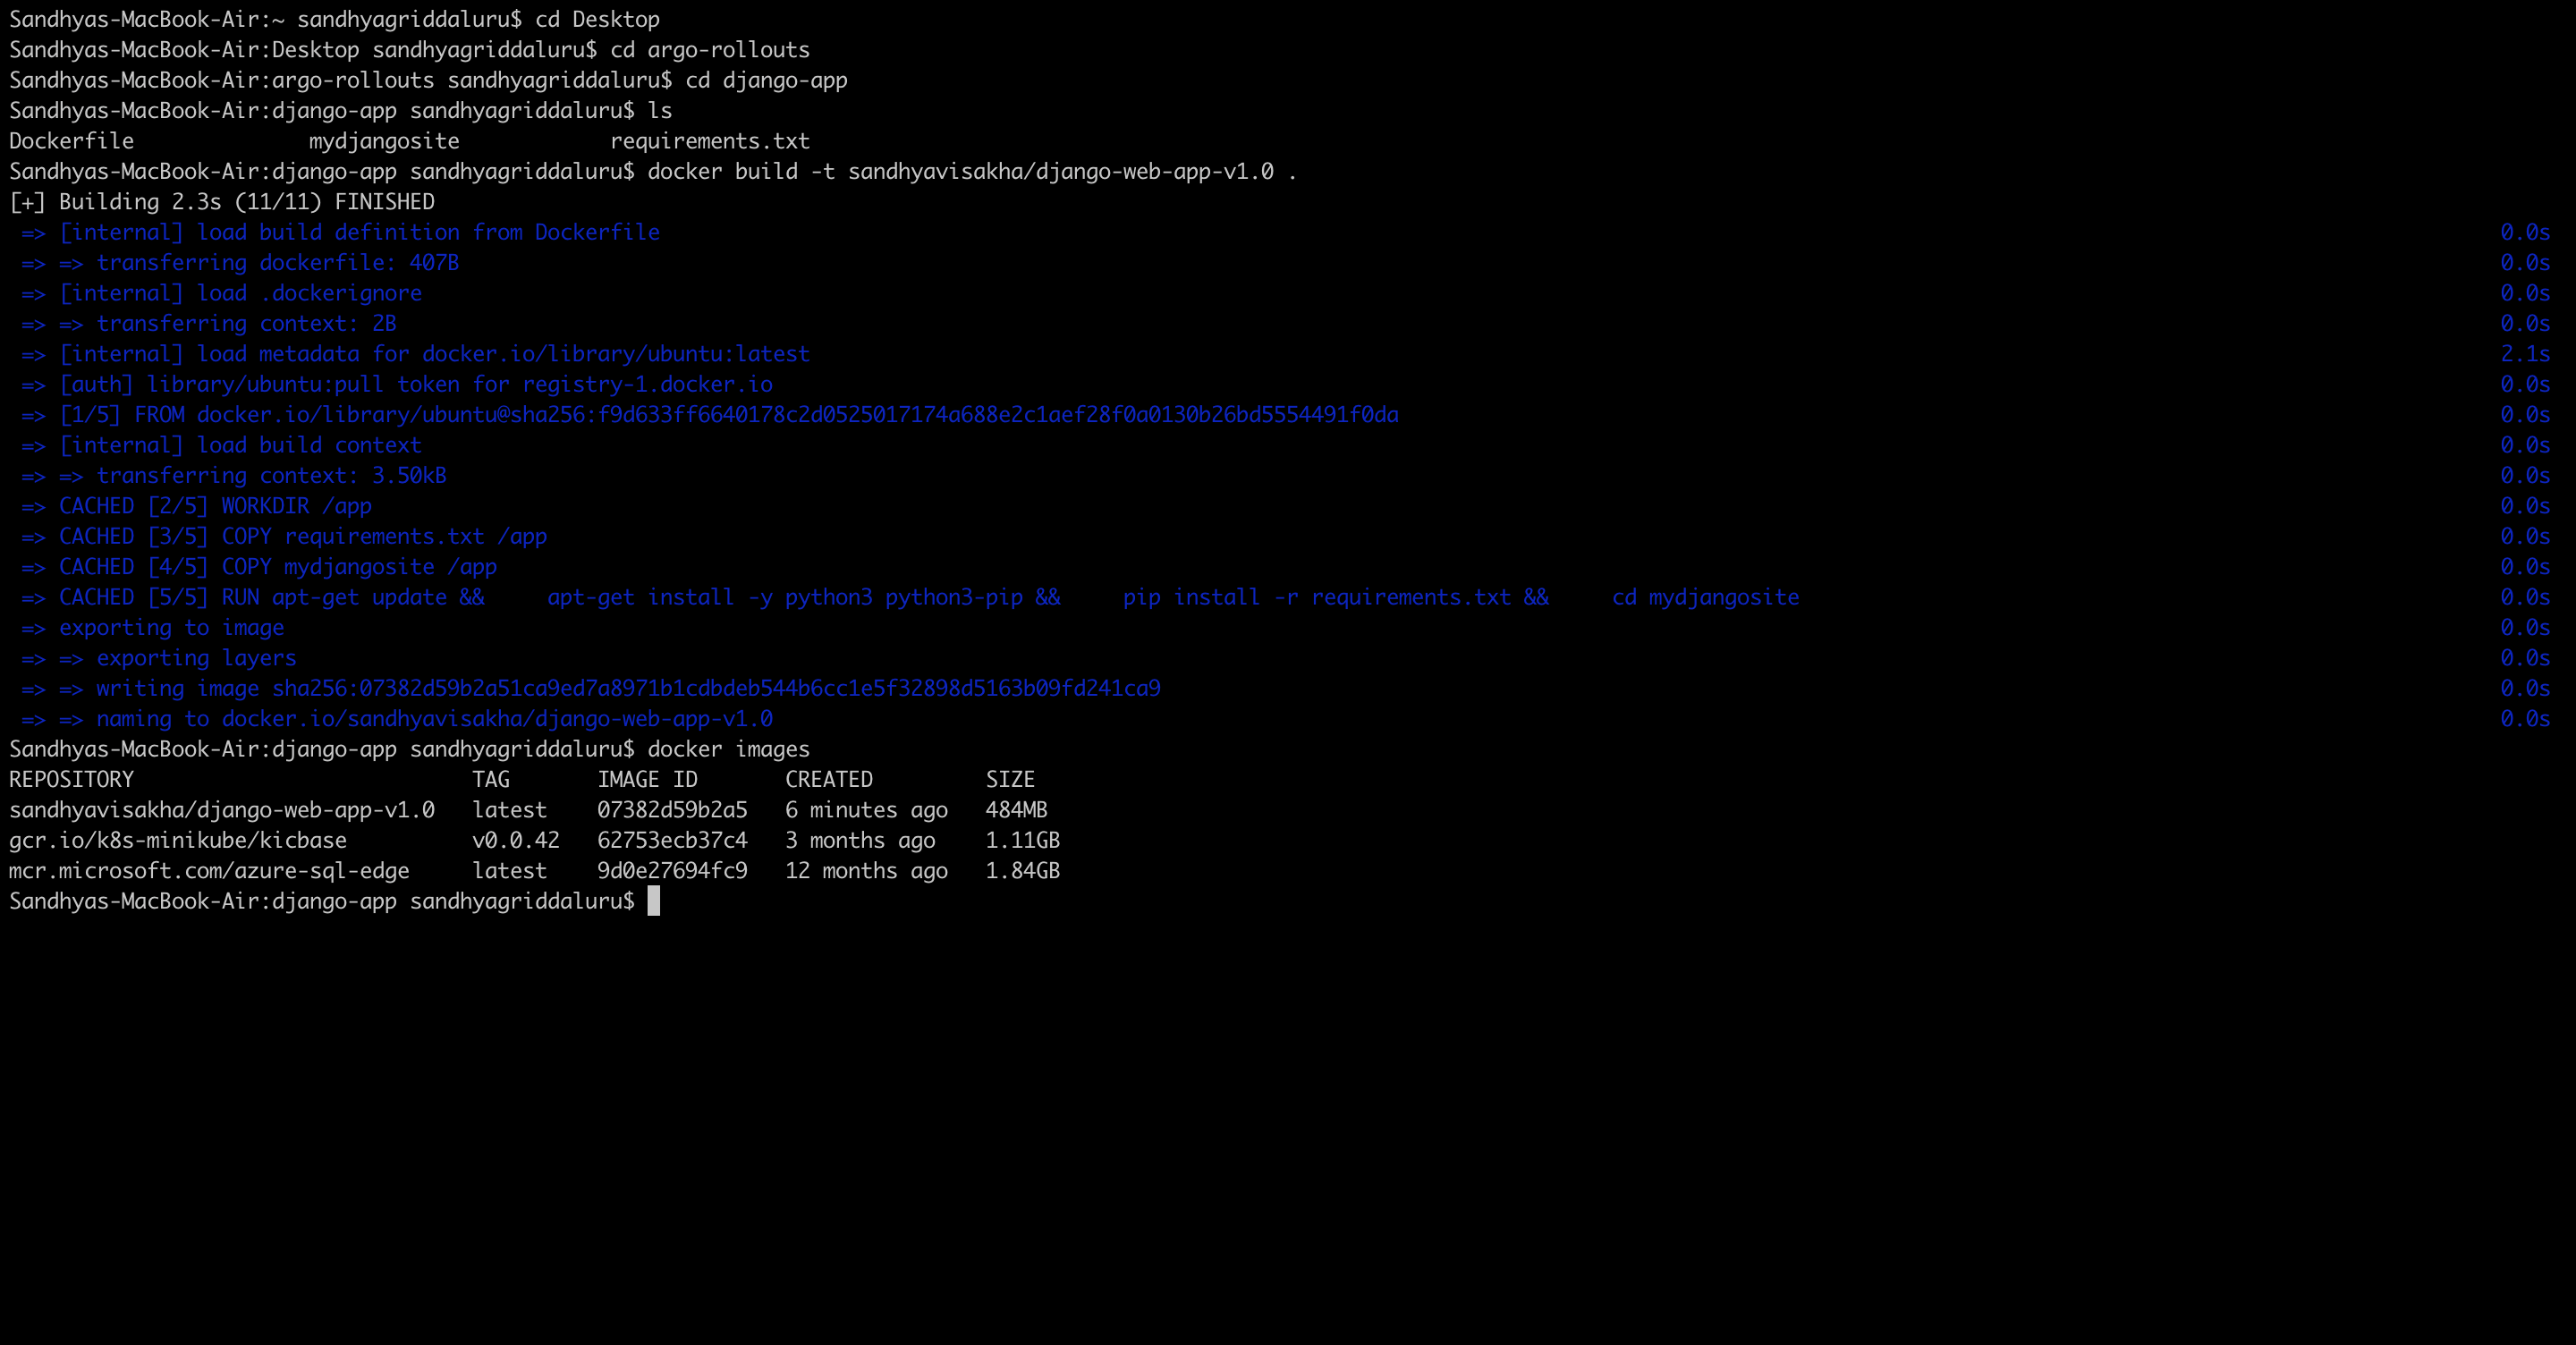 Sandhyas-MacBook-Air:~ sandhyagriddaluru$ cd Desktop
Sandhyas-MacBook-Air:Desktop sandhyagriddaluru$ cd argo-rollouts
Sandhyas-MacBook-Air:argo-rollouts sandhyagriddaluru$ cd django-app
Sandhyas-MacBook-Air:django-app sandhyagriddaluru$ ls
Dockerfile              mydjangosite            requirements.txt
Sandhyas-MacBook-Air:django-app sandhyagriddaluru$ docker build -t sandhyavisakha/django-web-app-v1.0 .
[+] Building 2.3s (11/11) FINISHED
 => [internal] load build definition from Dockerfile 0.0s
 => => transferring dockerfile: 407B 0.0s
 => [internal] load .dockerignore 0.0s
 => => transferring context: 2B 0.0s
 => [internal] load metadata for docker.io/library/ubuntu:latest 2.1s
 => [auth] library/ubuntu:pull token for registry-1.docker.io 0.0s
 => [1/5] FROM docker.io/library/ubuntu@sha256:f9d633ff6640178c2d0525017174a688e2c1aef28f0a0130b26bd5554491f0da 0.0s
 => [internal] load build context 0.0s
 => => transferring context: 3.50kB 0.0s
 => CACHED [2/5] WORKDIR /app 0.0s
 => CACHED [3/5] COPY requirements.txt /app 0.0s
 => CACHED [4/5] COPY mydjangosite /app 0.0s
 => CACHED [5/5] RUN apt-get update &&     apt-get install -y python3 python3-pip &&     pip install -r requirements.txt &&     cd mydjangosite 0.0s
 => exporting to image 0.0s
 => => exporting layers 0.0s
 => => writing image sha256:07382d59b2a51ca9ed7a8971b1cdbdeb544b6cc1e5f32898d5163b09fd241ca9 0.0s
 => => naming to docker.io/sandhyavisakha/django-web-app-v1.0 0.0s
Sandhyas-MacBook-Air:django-app sandhyagriddaluru$ docker images
REPOSITORY                           TAG       IMAGE ID       CREATED         SIZE
sandhyavisakha/django-web-app-v1.0   latest    07382d59b2a5   6 minutes ago   484MB
gcr.io/k8s-minikube/kicbase          v0.0.42   62753ecb37c4   3 months ago    1.11GB
mcr.microsoft.com/azure-sql-edge     latest    9d0e27694fc9   12 months ago   1.84GB
Sandhyas-MacBook-Air:django-app sandhyagriddaluru$